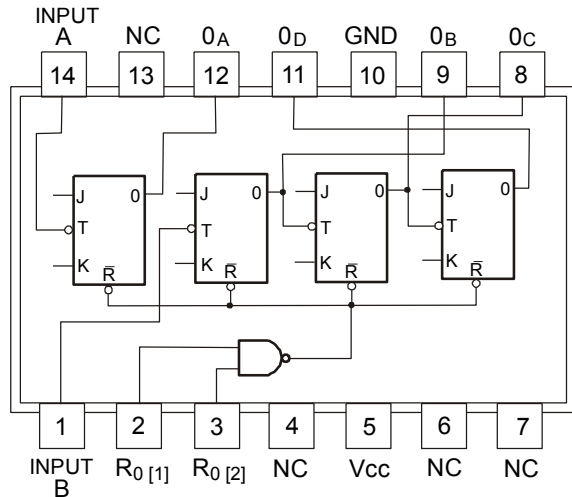 INPUT A NC 0A 0D GND 0B 0C
14 13 12 11 10 9 8
J 0 J 0 J 0 J 0
T T T T
K R̅ K R̅ K R̅ K R̅
1 2 3 4 5 6 7
INPUT B R0 [1] R0 [2] NC Vcc NC NC